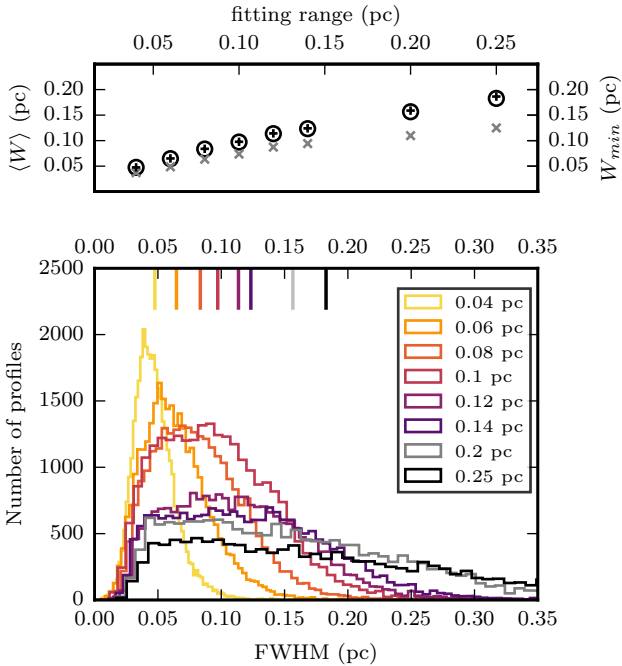 fitting range (pc)
0.05 0.10 0.15 0.20 0.25
⟨W⟩ (pc)
0.20 0.20
0.15 0.15
0.10 0.10
0.05 0.05
W_min (pc)
0.00 0.05 0.10 0.15 0.20 0.25 0.30 0.35
Number of profiles
2500
2000
1500
1000
500
0
0.04 pc
0.06 pc
0.08 pc
0.1 pc
0.12 pc
0.14 pc
0.2 pc
0.25 pc
0.00 0.05 0.10 0.15 0.20 0.25 0.30 0.35
FWHM (pc)